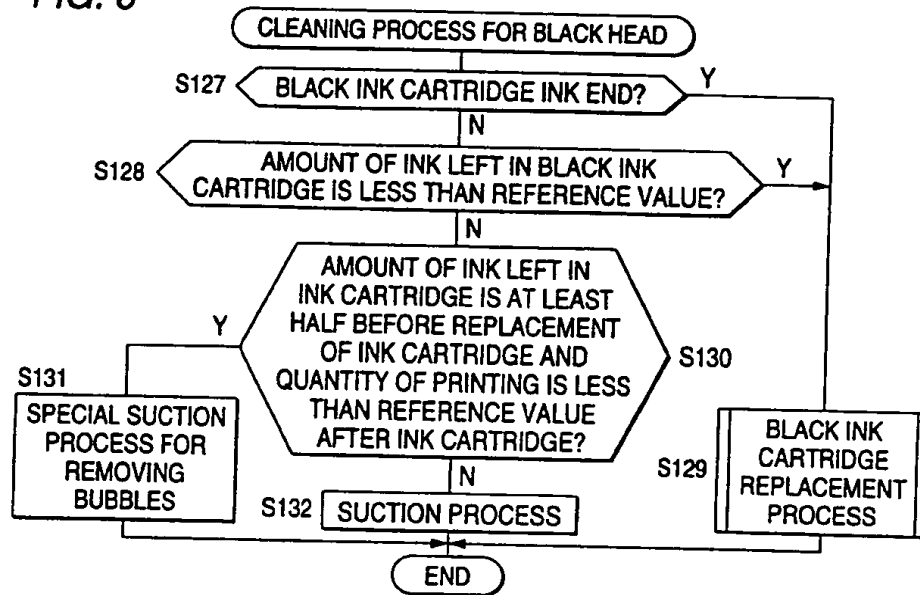 CLEANING PROCESS FOR BLACK HEAD
S127
BLACK INK CARTRIDGE INK END?
Y
N
S128
AMOUNT OF INK LEFT IN BLACK INK
CARTRIDGE IS LESS THAN REFERENCE VALUE?
Y
N
AMOUNT OF INK LEFT IN
INK CARTRIDGE IS AT LEAST
HALF BEFORE REPLACEMENT
OF INK CARTRIDGE AND
QUANTITY OF PRINTING IS LESS
THAN REFERENCE VALUE
AFTER INK CARTRIDGE?
Y
S130
N
S131
SPECIAL SUCTION
PROCESS FOR
REMOVING
BUBBLES
S132
SUCTION PROCESS
S129
BLACK INK
CARTRIDGE
REPLACEMENT
PROCESS
END